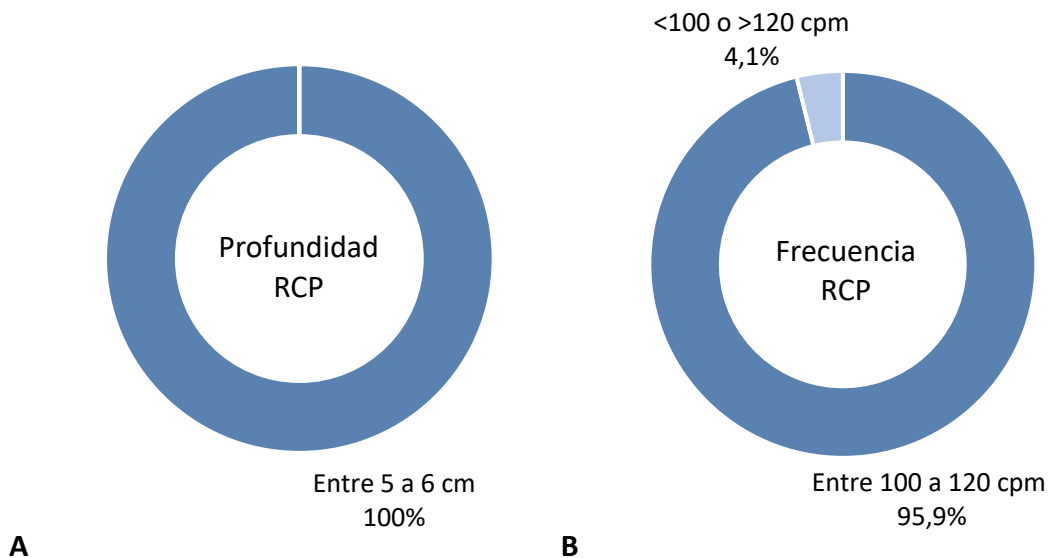 Profundidad
RCP
Entre 5 a 6 cm
100%
A
<100 o >120 cpm
4,1%
Frecuencia
RCP
Entre 100 a 120 cpm
95,9%
B